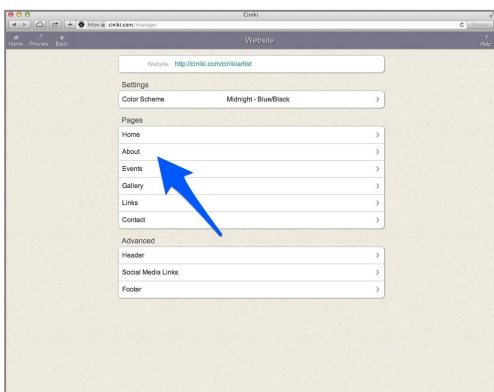 Ciniki
https ciniki.com/manager
Reader
Home Preview Back Website Help
Website http://ciniki.com/cinikiartist
Settings
Color Scheme Midnight - Blue/Black
Pages
Home
About
Events
Gallery
Links
Contact
Advanced
Header
Social Media Links
Footer